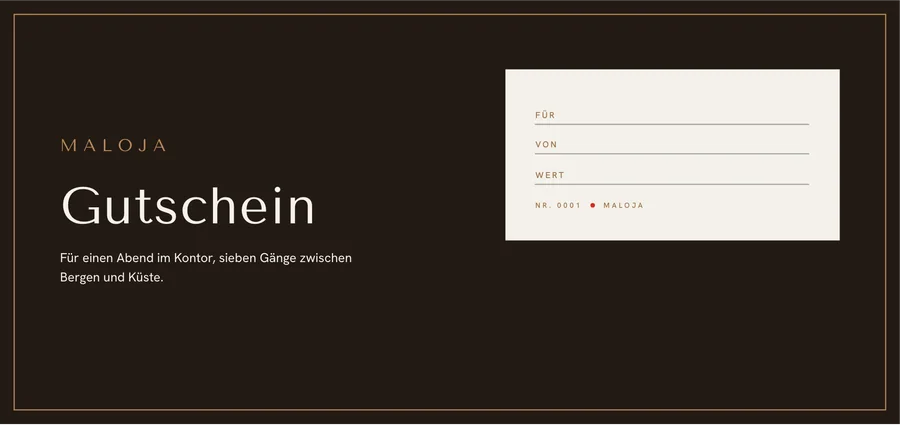 MALOJA
Gutschein
Für einen Abend im Kontor, sieben Gänge zwischen
Bergen und Küste.
FÜR
VON
WERT
NR. 0001 • MALOJA